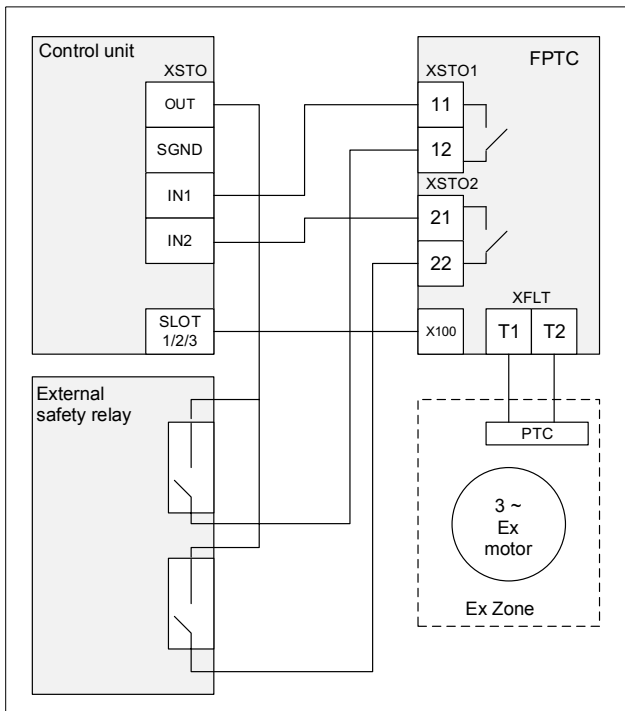 Control unit
XSTO
OUT
SGND
IN1
IN2
SLOT
1/2/3
External
safety relay
FPTC
XSTO1
11
12
XSTO2
21
22
X100
XFLT
T1
T2
PTC
3 ~
Ex
motor
Ex Zone